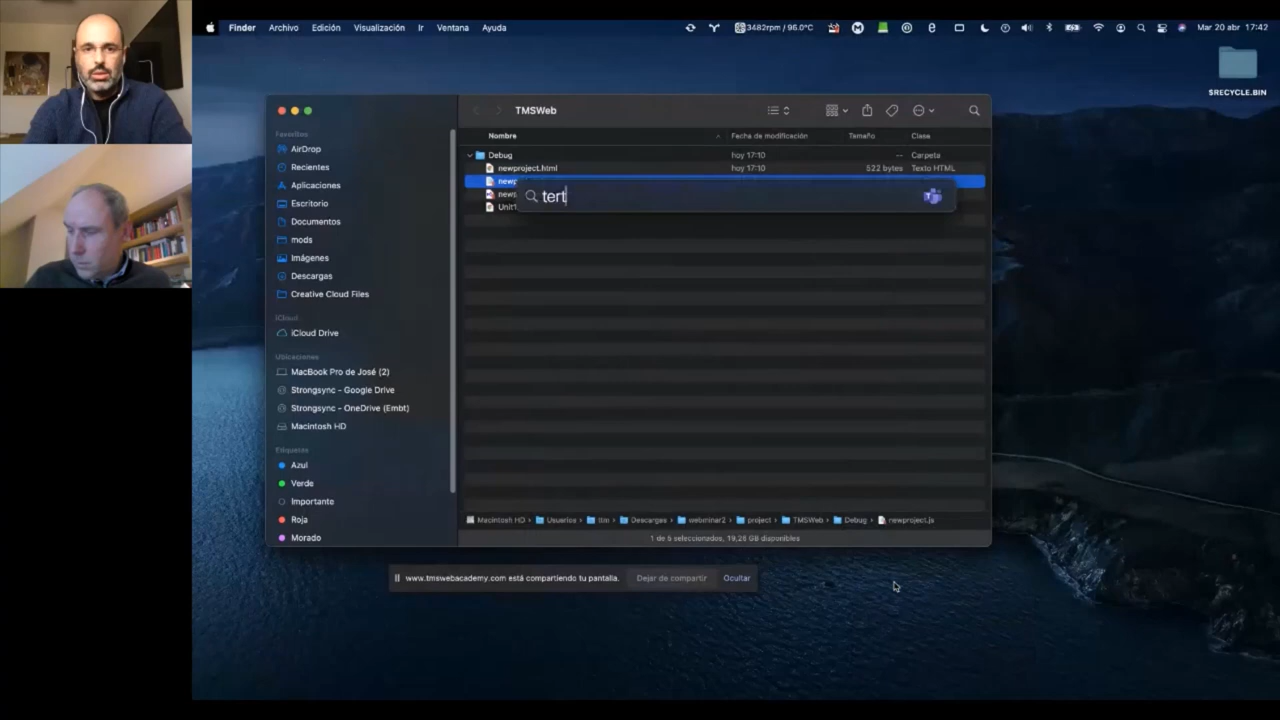 Finder Archivo Edición Visualización Ir Ventana Ayuda 3482rpm / 96.0°C Mar 20 abr 17:42
$RECYCLE.BIN
TMSWeb
Favoritos
AirDrop
Recientes
Aplicaciones
Escritorio
Documentos
mods
Imágenes
Descargas
Creative Cloud Files
iCloud
iCloud Drive
Ubicaciones
MacBook Pro de José (2)
Strongsync - Google Drive
Strongsync - OneDrive (Embt)
Macintosh HD
Etiquetas
Azul
Verde
Importante
Roja
Morado
Nombre Fecha de modificación Tamaño Clase
Debug hoy 17:10 -- Carpeta
newproject.html hoy 17:10 522 bytes Texto HTML
newp
tert
newp
Unit1
Macintosh HD › Usuarios › › Descargas › webminar2 › project › TMSWeb › Debug › newproject.js
1 de 5 seleccionados, 19,28 GB disponibles
www.tmswebacademy.com está compartiendo tu pantalla. Dejar de compartir Ocultar